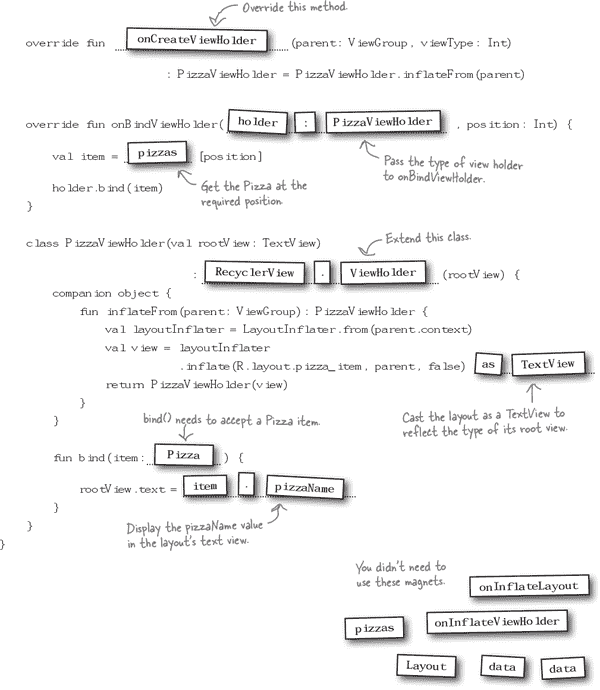 Override this method.
override fun onCreateViewHolder (parent: ViewGroup, viewType: Int)
: PizzaViewHolder = PizzaViewHolder.inflateFrom(parent)
override fun onBindViewHolder( holder : PizzaViewHolder , position: Int) {
val item = pizzas [position]
Pass the type of view holder
to onBindViewHolder.
holder.bind(item)
Get the Pizza at the
required position.
}
class PizzaViewHolder(val rootView: TextView)
Extend this class.
: RecyclerView . ViewHolder (rootView) {
companion object {
fun inflateFrom(parent: ViewGroup): PizzaViewHolder {
val layoutInflater = LayoutInflater.from(parent.context)
val view = layoutInflater
.inflate(R.layout.pizza_item, parent, false) as TextView
return PizzaViewHolder(view)
}
Cast the layout as a TextView to
reflect the type of its root view.
}
bind() needs to accept a Pizza item.
fun bind(item: Pizza ) {
rootView.text = item . pizzaName
}
Display the pizzaName value
in the layout's text view.
}
}
You didn't need to
use these magnets.
onInflateLayout
pizzas onInflateViewHolder
Layout data data